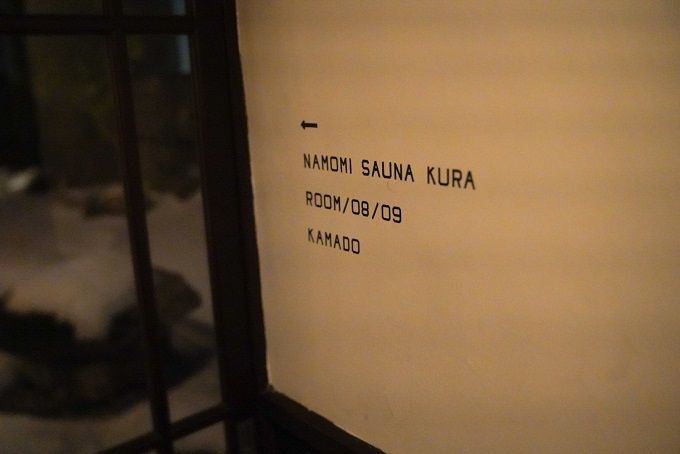 ←
NAMOMI SAUNA KURA
ROOM/08/09
KAMADO